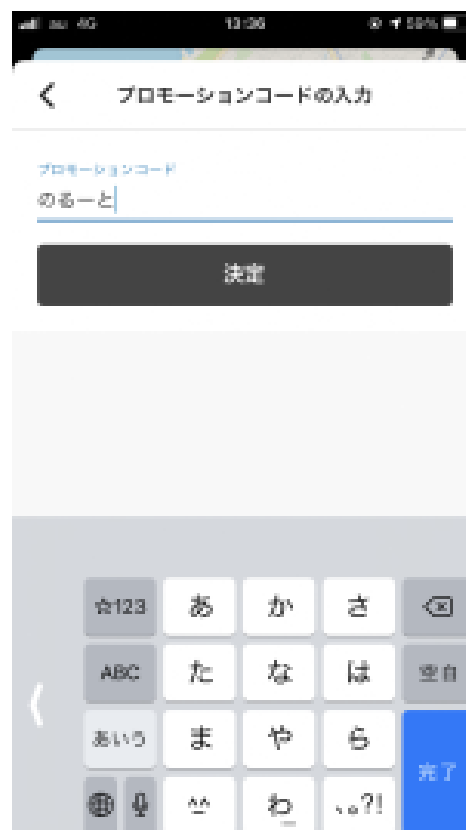 au 4G 13:36 59%
プロモーションコードの入力
プロモーションコード
のるーと
決定
☆123 あ か さ
ABC た な は 空白
あいう ま や ら 完了
^^ わ 、。?!